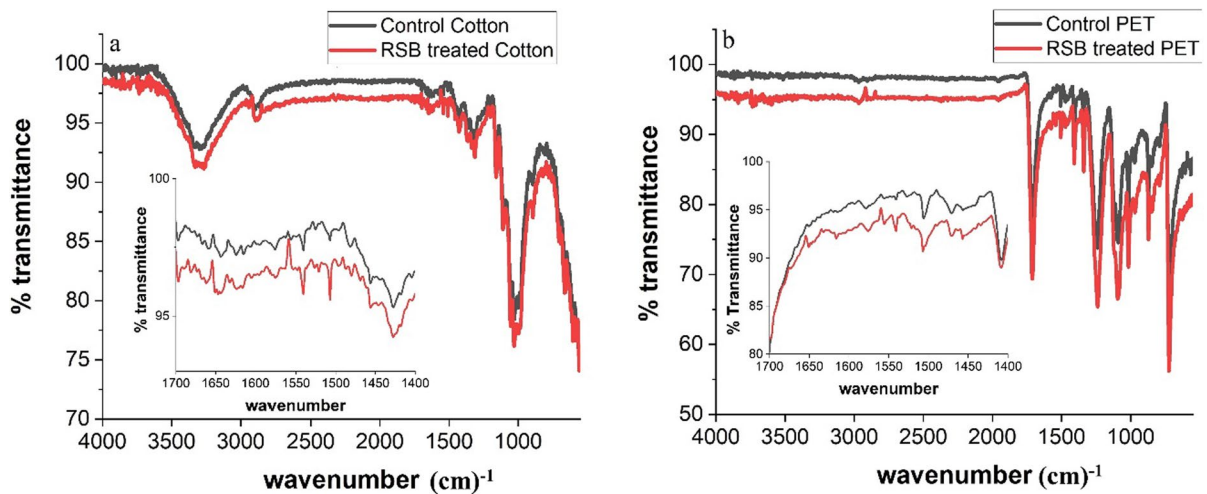 a
Control Cotton
RSB treated Cotton
100
95
90
85
80
75
70
% transmittance
4000 3000 2000 1000
wavenumber (cm)-1
100
95
% transmittance
1700 1650 1600 1550 1500 1450 1400
wavenumber
b
Control PET
RSB treated PET
100
90
80
70
60
50
% transmittance
4000 3500 3000 2500 2000 1500 1000
wavenumber (cm)-1
100
95
90
85
80
% Transmittance
1700 1650 1600 1550 1500 1450 1400
wavenumber